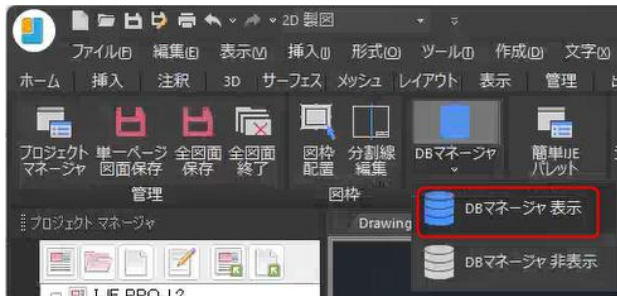 2D 製図
ファイル(F) 編集(E) 表示(V) 挿入(I) 形式(O) ツール(T) 作成(D) 文字(X)
ホーム 挿入 注釈 3D サーフェス メッシュ レイアウト 表示 管理
プロジェクト マネージャ 単一ページ 図面保存 全図面 保存 全図面 終了 図枠 配置 分割線 編集 DBマネージャ 簡単IJE パレット
管理 図枠
プロジェクト マネージャ Drawing
DBマネージャ 表示
DBマネージャ 非表示